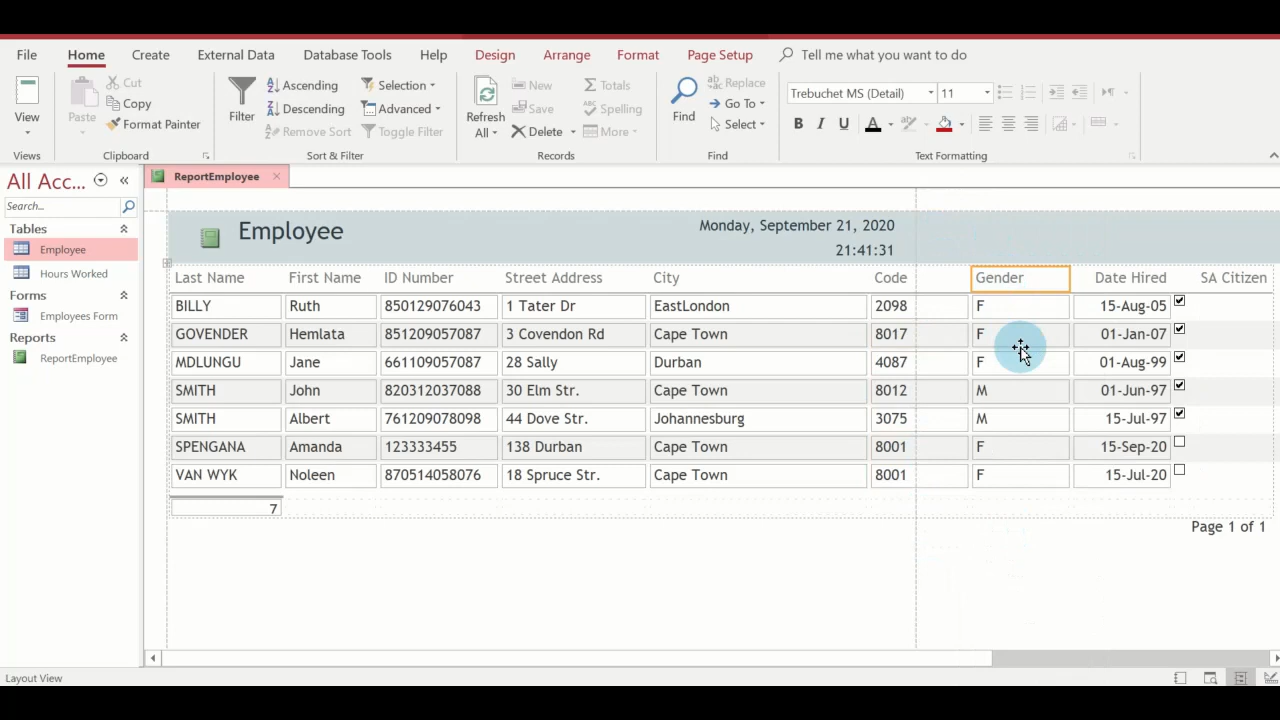 File Home Create External Data Database Tools Help Design Arrange Format Page Setup Tell me what you want to do
View Paste Cut Copy Format Painter Filter Ascending Descending Remove Sort Selection Advanced Toggle Filter Refresh All New Save Delete Totals Spelling More Find Replace Go To Select Trebuchet MS (Detail) 11 B I U A
Views Clipboard Sort & Filter Records Find Text Formatting
All Acc... «
Search...
Tables
Employee
Hours Worked
Forms
Employees Form
Reports
ReportEmployee
ReportEmployee ×
Employee Monday, September 21, 2020
21:41:31
Last Name First Name ID Number Street Address City Code Gender Date Hired SA Citizen
BILLY Ruth 850129076043 1 Tater Dr EastLondon 2098 F 15-Aug-05
GOVENDER Hemlata 851209057087 3 Covendon Rd Cape Town 8017 F 01-Jan-07
MDLUNGU Jane 661109057087 28 Sally Durban 4087 F 01-Aug-99
SMITH John 820312037088 30 Elm Str. Cape Town 8012 M 01-Jun-97
SMITH Albert 761209078098 44 Dove Str. Johannesburg 3075 M 15-Jul-97
SPENGANA Amanda 123333455 138 Durban Cape Town 8001 F 15-Sep-20
VAN WYK Noleen 870514058076 18 Spruce Str. Cape Town 8001 F 15-Jul-20
7
Page 1 of 1
Layout View